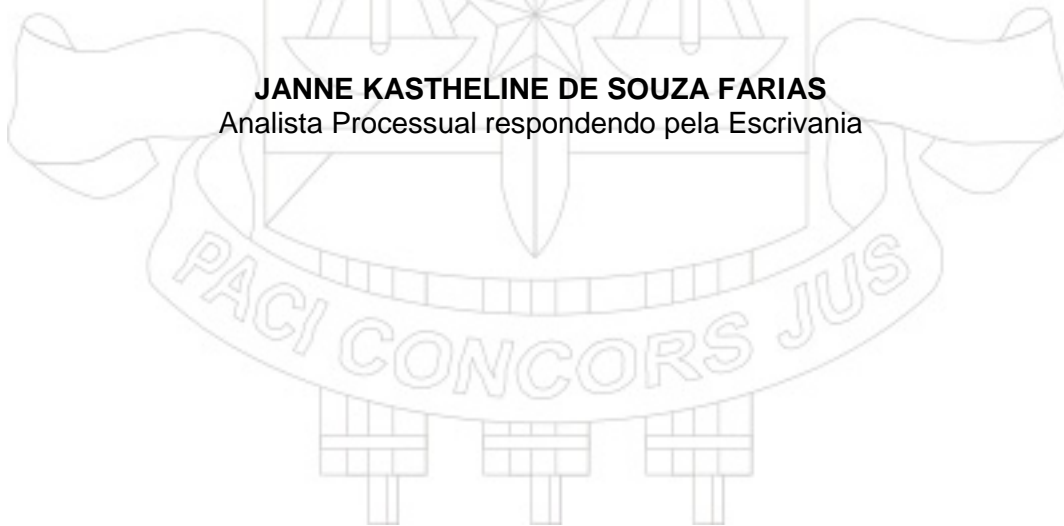 JANNE KASTHELINE DE SOUZA FARIAS
Analista Processual respondendo pela Escrivania
PACI CONCORS JUS